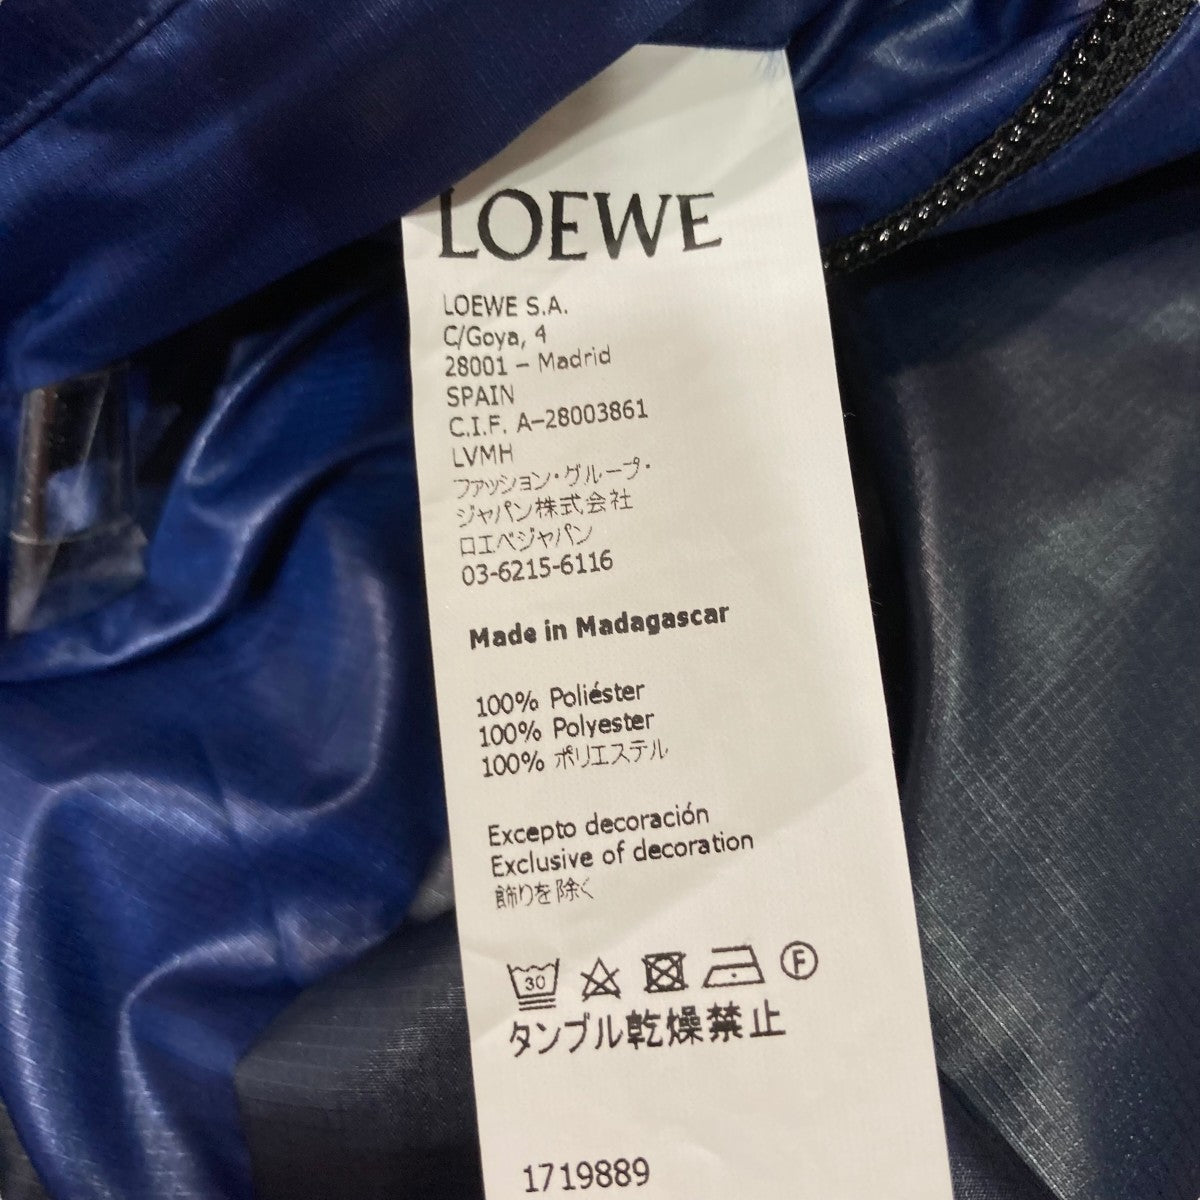 LOEWE
LOEWE S.A.
C/Goya, 4
28001 – Madrid
SPAIN
C.I.F. A-28003861
LVMH
ファッション・グループ・
ジャパン株式会社
ロエベジャパン
03-6215-6116
Made in Madagascar
100% Poliéster
100% Polyester
100% ポリエステル
Excepto decoración
Exclusive of decoration
飾りを除く
30 F
タンブル乾燥禁止
1719889